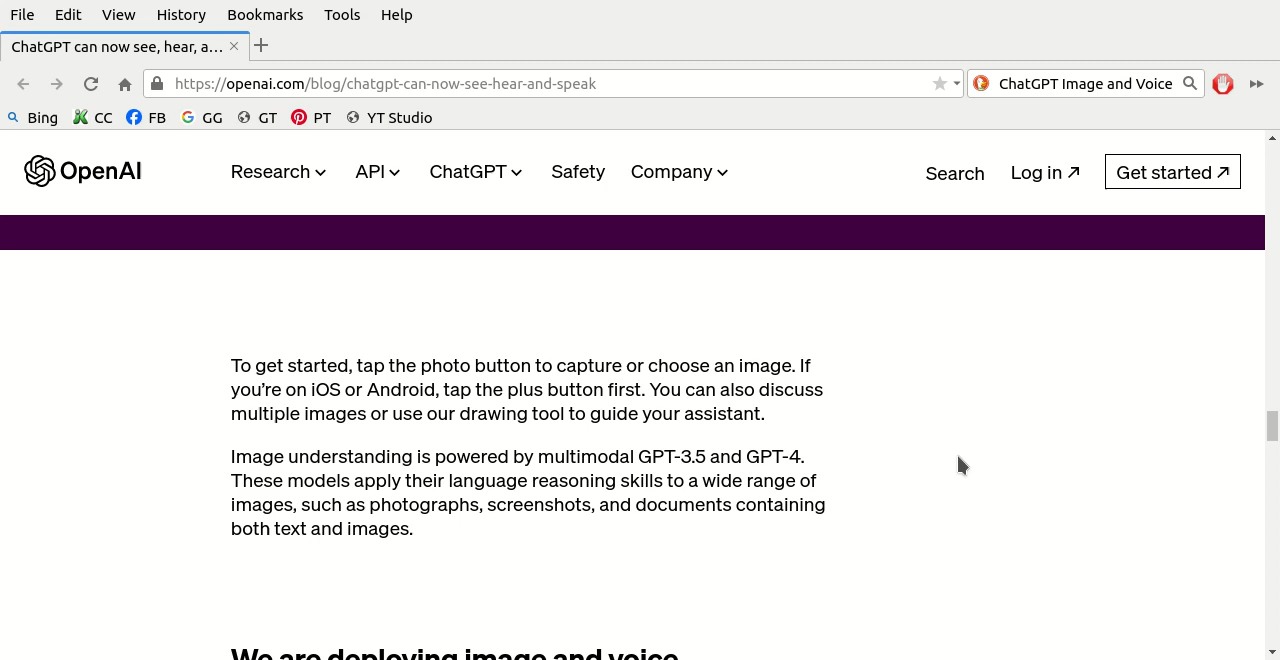 File Edit View History Bookmarks Tools Help
ChatGPT can now see, hear, a...
https://openai.com/blog/chatgpt-can-now-see-hear-and-speak
ChatGPT Image and Voice
Bing CC FB GG GT PT YT Studio
OpenAI Research API ChatGPT Safety Company Search Log in Get started
To get started, tap the photo button to capture or choose an image. If
you're on iOS or Android, tap the plus button first. You can also discuss
multiple images or use our drawing tool to guide your assistant.
Image understanding is powered by multimodal GPT-3.5 and GPT-4.
These models apply their language reasoning skills to a wide range of
images, such as photographs, screenshots, and documents containing
both text and images.
We are deploying image and voice